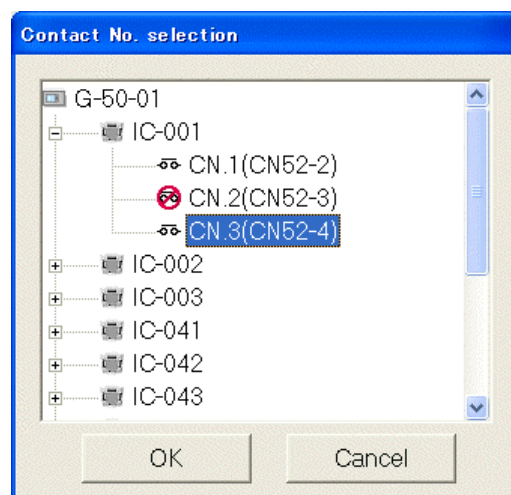 Contact No. selection
G-50-01
IC-001
CN.1(CN52-2)
CN.2(CN52-3)
CN.3(CN52-4)
IC-002
IC-003
IC-041
IC-042
IC-043
OK Cancel